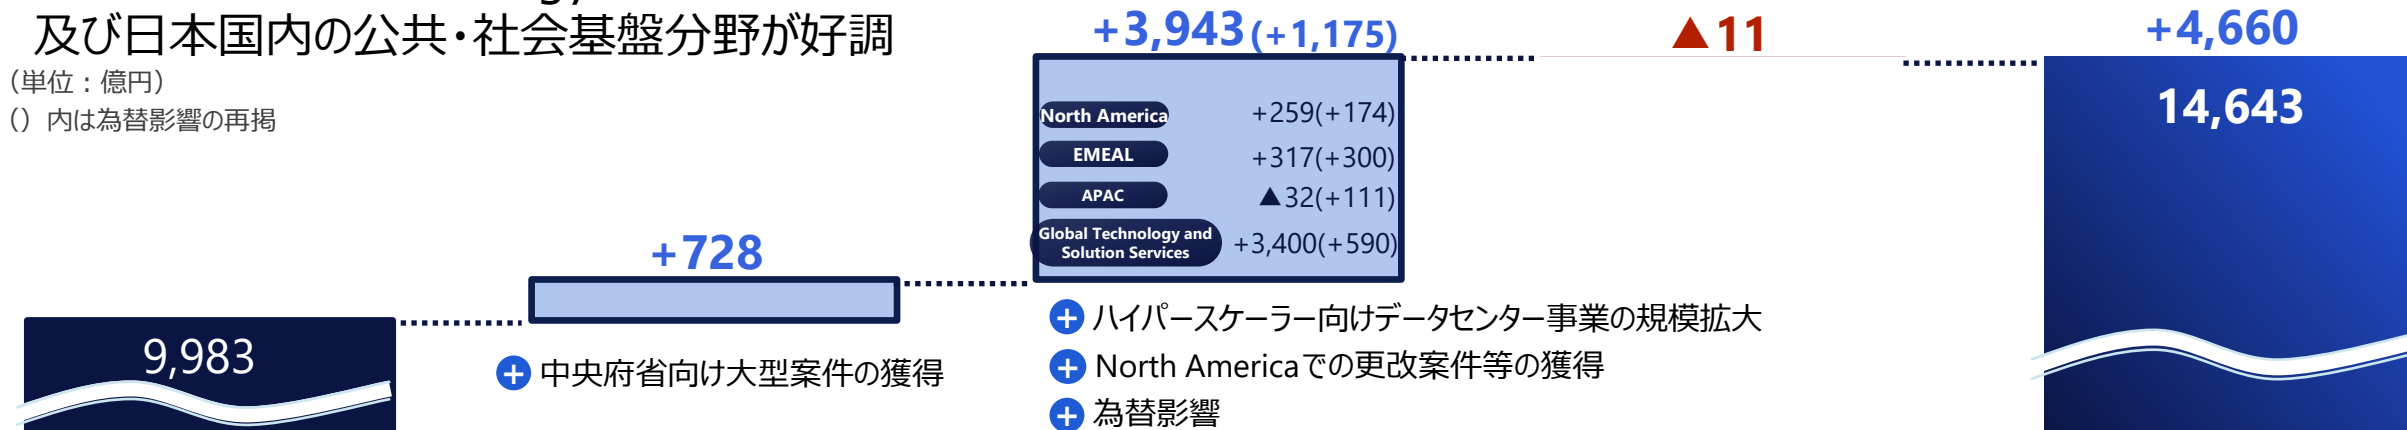 及び日本国内の公共・社会基盤分野が好調
（単位：億円）
（）内は為替影響の再掲
9,983
+728
⊕ 中央府省向け大型案件の獲得
+3,943(+1,175)
North America +259(+174)
EMEAL +317(+300)
APAC ▲32(+111)
Global Technology and
Solution Services +3,400(+590)
⊕ ハイパースケーラー向けデータセンター事業の規模拡大
⊕ North Americaでの更改案件等の獲得
⊕ 為替影響
▲11
+4,660
14,643